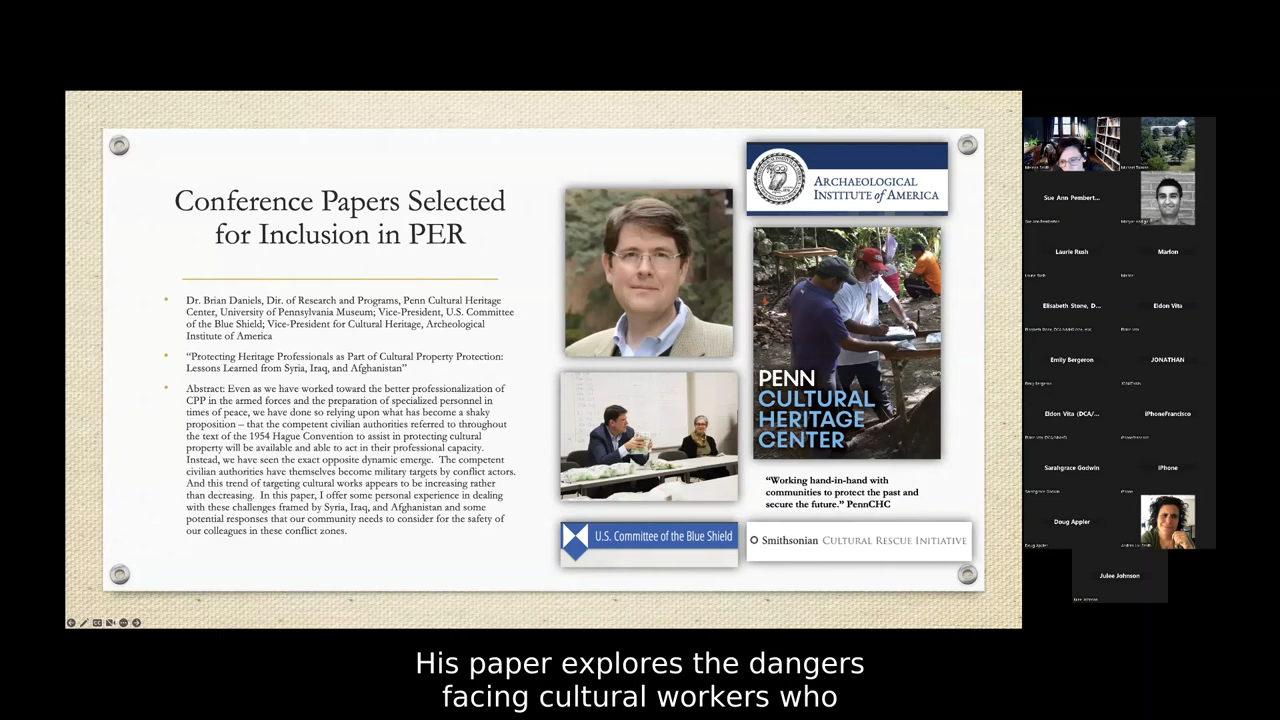 Conference Papers Selected
for Inclusion in PER
Dr. Brian Daniels, Dir. of Research and Programs, Penn Cultural Heritage
Center, University of Pennsylvania Museum; Vice-President, U.S. Committee
of the Blue Shield; Vice-President for Cultural Heritage, Archeological
Institute of America
“Protecting Heritage Professionals as Part of Cultural Property Protection:
Lessons Learned from Syria, Iraq, and Afghanistan”
Abstract: Even as we have worked toward the better professionalization of
CPP in the armed forces and the preparation of specialized personnel in
times of peace, we have done so relying upon what has become a shaky
proposition – that the competent civilian authorities referred to throughout
the text of the 1954 Hague Convention to assist in protecting cultural
property will be available and able to act in their professional capacity.
Instead, we have seen the exact opposite dynamic emerge.  The competent
civilian authorities have themselves become military targets by conflict actors.
And this trend of targeting cultural works appears to be increasing rather
than decreasing.  In this paper, I offer some personal experience in dealing
with these challenges framed by Syria, Iraq, and Afghanistan and some
potential responses that our community needs to consider for the safety of
our colleagues in these conflict zones.
ARCHAEOLOGICAL
INSTITUTE of AMERICA
PENN
CULTURAL
HERITAGE
CENTER
“Working hand-in-hand with
communities to protect the past and
secure the future.” PennCHC
U.S. Committee of the Blue Shield
Smithsonian CULTURAL RESCUE INITIATIVE
Sue Ann Pembert...
Laurie Rush
Marlon
Elisabeth Stone, D...
Eldon Vita
Emily Bergeron
JONATHAN
Eldon Vita (DCA/...
iPhoneFrancisco
Sarahgrace Godwin
iPhone
Doug Appler
Doug Appler
Julee Johnson
His paper explores the dangers
facing cultural workers who